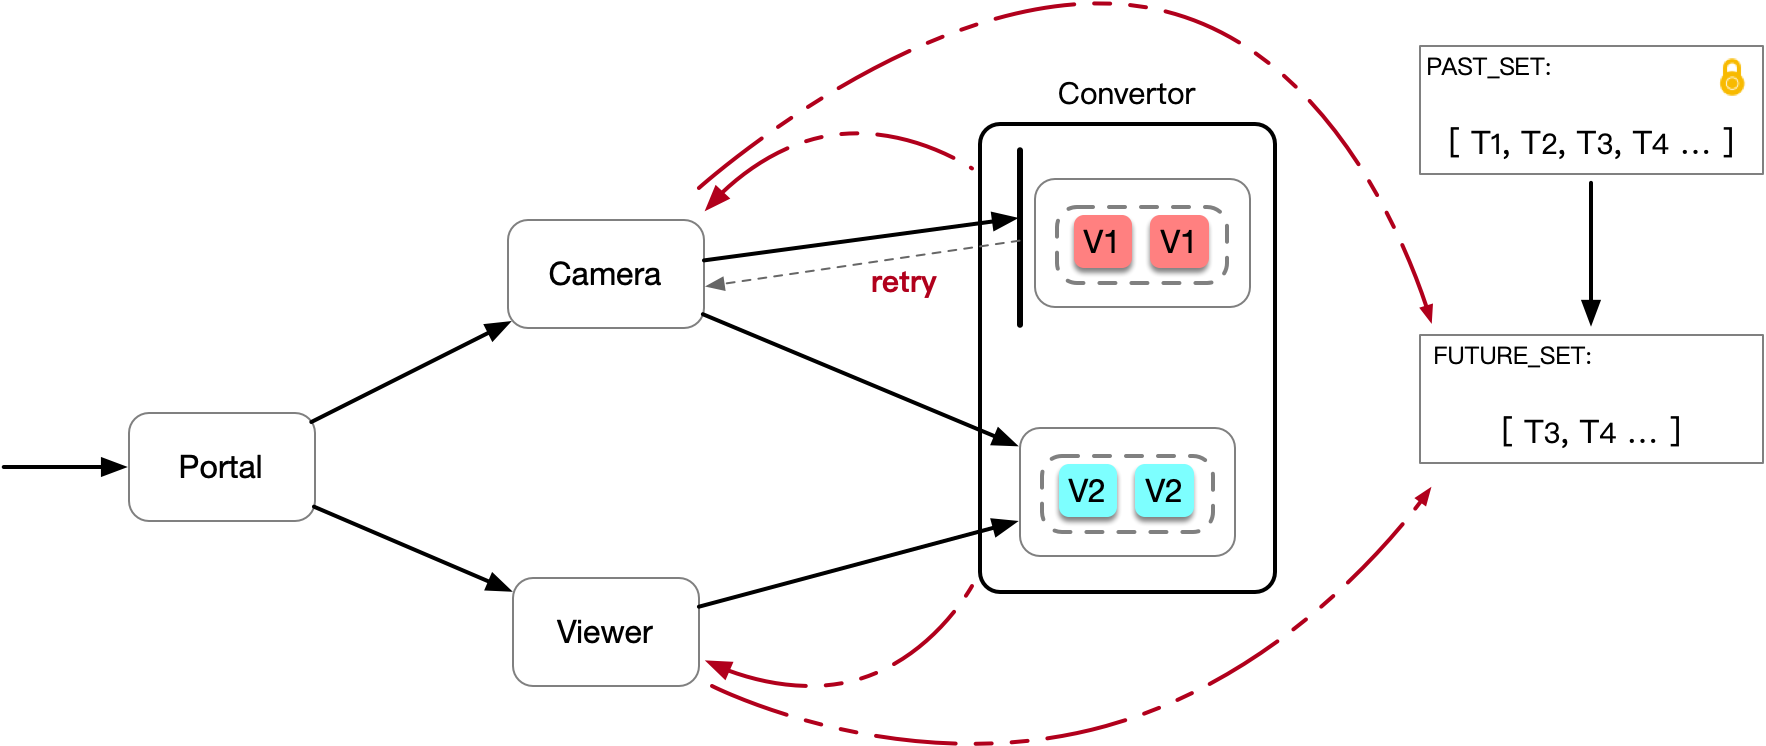 PAST_SET:
[ T1, T2, T3, T4 ... ]
Convertor
V1 V1
Camera
retry
FUTURE_SET:
[ T3, T4 ... ]
Portal
V2 V2
Viewer